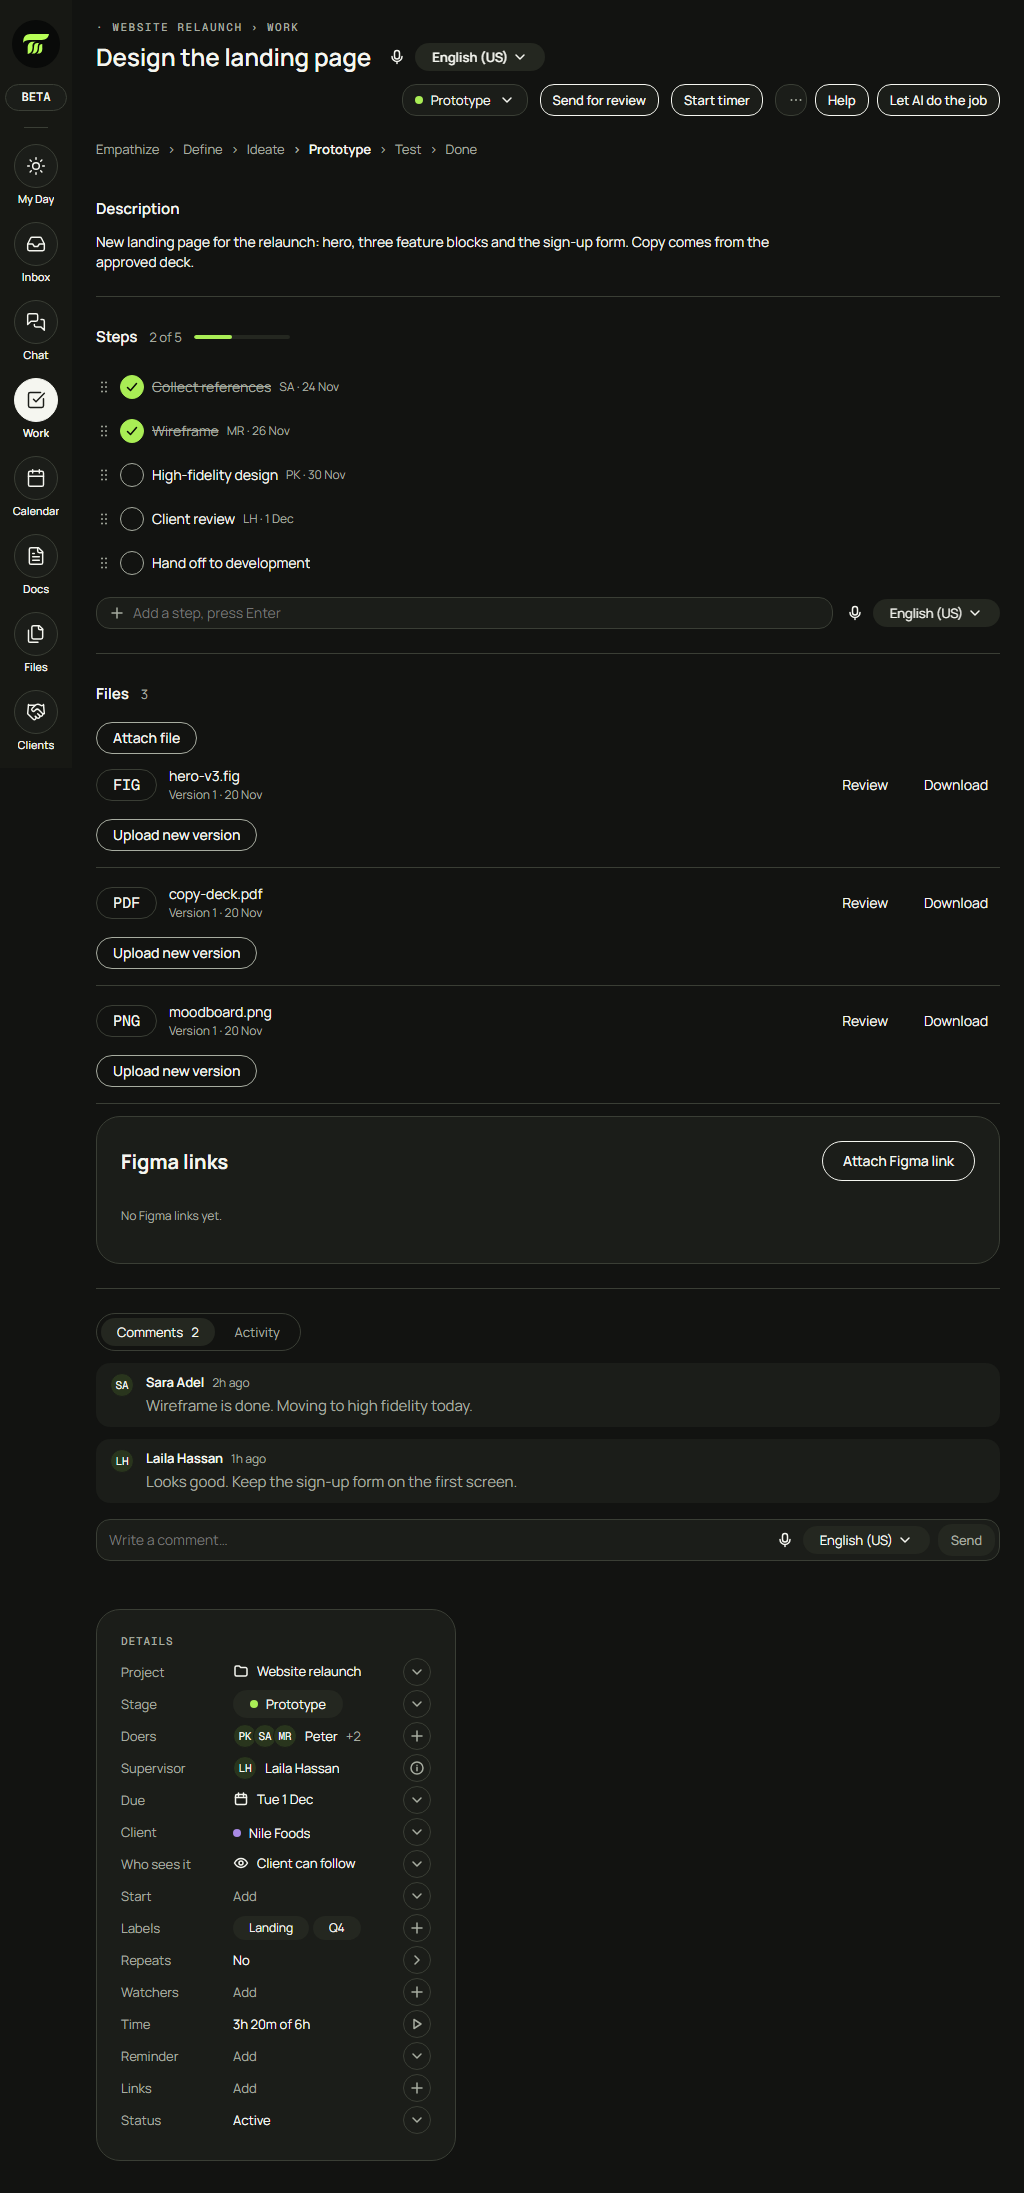 · WEBSITE RELAUNCH › WORK
Design the landing page
English (US)
BETA
Prototype
Send for review
Start timer
···
Help
Let AI do the job
Empathize › Define › Ideate › Prototype › Test › Done
My Day
Inbox
Chat
Work
Calendar
Docs
Files
Clients
Description
New landing page for the relaunch: hero, three feature blocks and the sign-up form. Copy comes from the
approved deck.
Steps 2 of 5
Collect references SA · 24 Nov
Wireframe MR · 26 Nov
High-fidelity design PK · 30 Nov
Client review LH · 1 Dec
Hand off to development
Add a step, press Enter
English (US)
Files 3
Attach file
FIG
hero-v3.fig
Version 1 · 20 Nov
Review
Download
Upload new version
PDF
copy-deck.pdf
Version 1 · 20 Nov
Review
Download
Upload new version
PNG
moodboard.png
Version 1 · 20 Nov
Review
Download
Upload new version
Figma links
Attach Figma link
No Figma links yet.
Comments 2
Activity
SA
Sara Adel 2h ago
Wireframe is done. Moving to high fidelity today.
LH
Laila Hassan 1h ago
Looks good. Keep the sign-up form on the first screen.
Write a comment...
English (US)
Send
DETAILS
Project Website relaunch
Stage Prototype
Doers PK SA MR Peter +2
Supervisor LH Laila Hassan
Due Tue 1 Dec
Client Nile Foods
Who sees it Client can follow
Start Add
Labels Landing Q4
Repeats No
Watchers Add
Time 3h 20m of 6h
Reminder Add
Links Add
Status Active